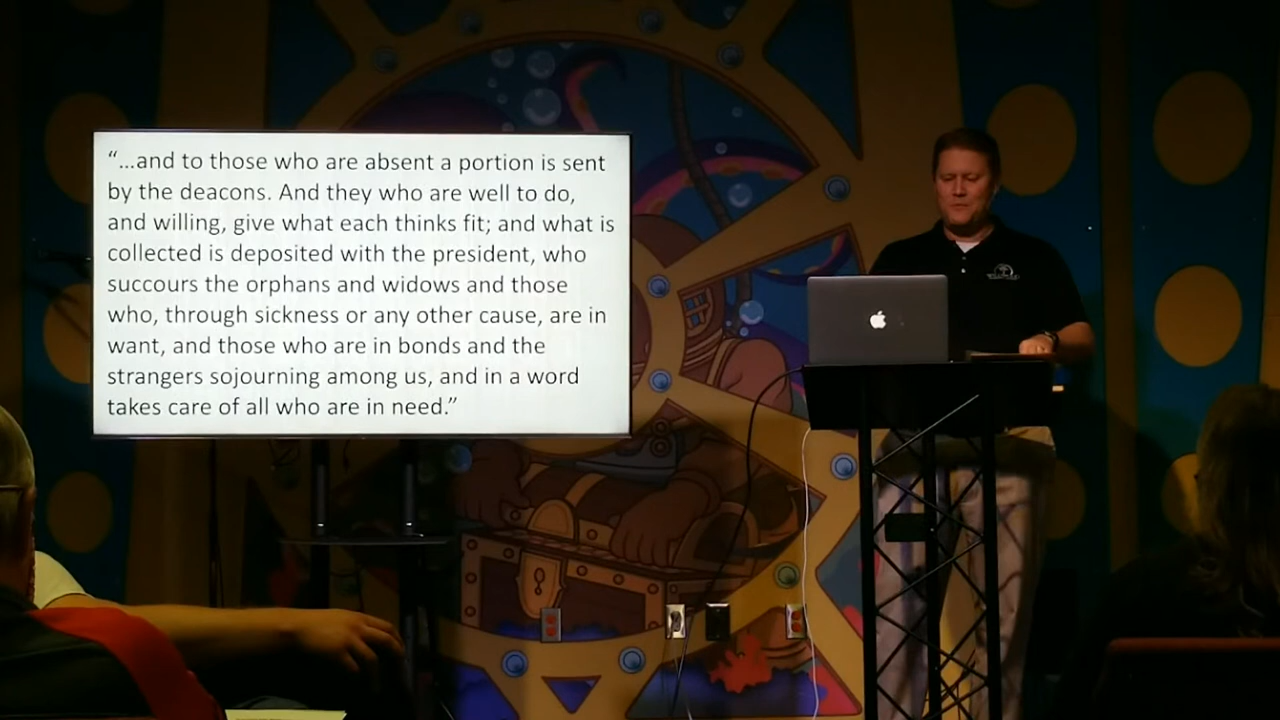 “...and to those who are absent a portion is sent
by the deacons. And they who are well to do,
and willing, give what each thinks fit; and what is
collected is deposited with the president, who
succours the orphans and widows and those
who, through sickness or any other cause, are in
want, and those who are in bonds and the
strangers sojourning among us, and in a word
takes care of all who are in need.”